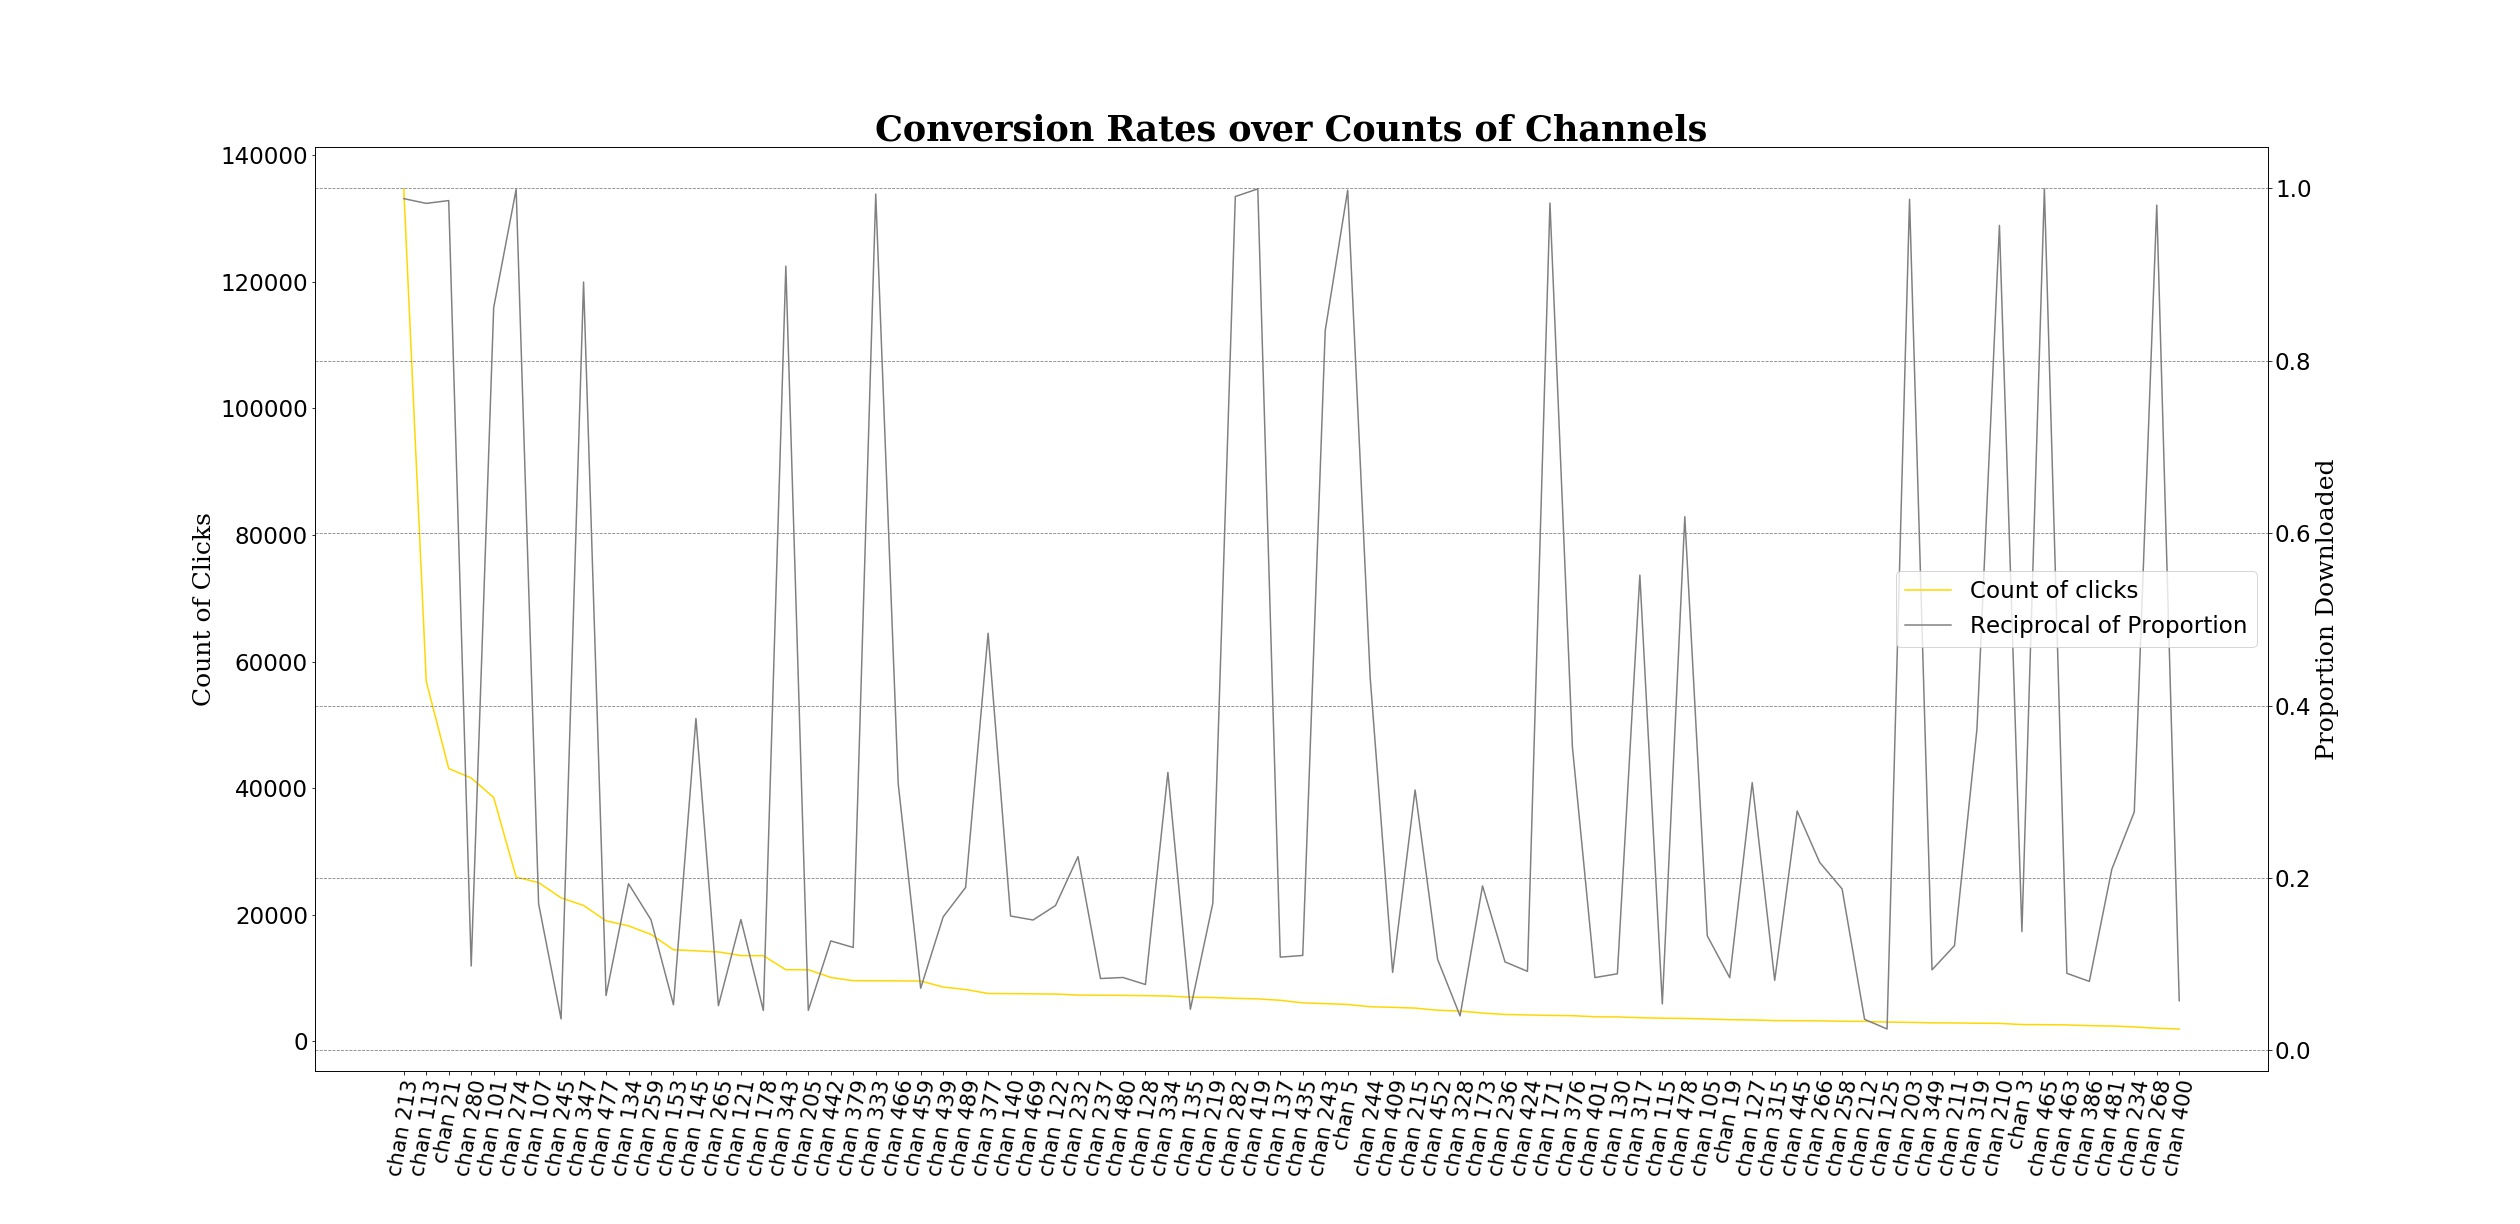 Conversion Rates over Counts of Channels
140000
120000
100000
80000
60000
40000
20000
0
Count of Clicks
1.0
0.8
0.6
0.4
0.2
0.0
Proportion Downloaded
Count of clicks
Reciprocal of Proportion
chan 213
chan 113
chan 21
chan 280
chan 101
chan 274
chan 107
chan 245
chan 347
chan 477
chan 134
chan 259
chan 153
chan 145
chan 265
chan 121
chan 178
chan 343
chan 205
chan 442
chan 379
chan 333
chan 466
chan 459
chan 439
chan 489
chan 377
chan 140
chan 469
chan 122
chan 232
chan 237
chan 480
chan 128
chan 334
chan 135
chan 219
chan 282
chan 419
chan 137
chan 435
chan 243
chan 5
chan 244
chan 409
chan 215
chan 452
chan 328
chan 173
chan 236
chan 424
chan 171
chan 376
chan 401
chan 130
chan 317
chan 115
chan 478
chan 105
chan 19
chan 127
chan 315
chan 445
chan 266
chan 258
chan 212
chan 125
chan 203
chan 349
chan 211
chan 319
chan 210
chan 3
chan 465
chan 463
chan 386
chan 481
chan 234
chan 268
chan 400